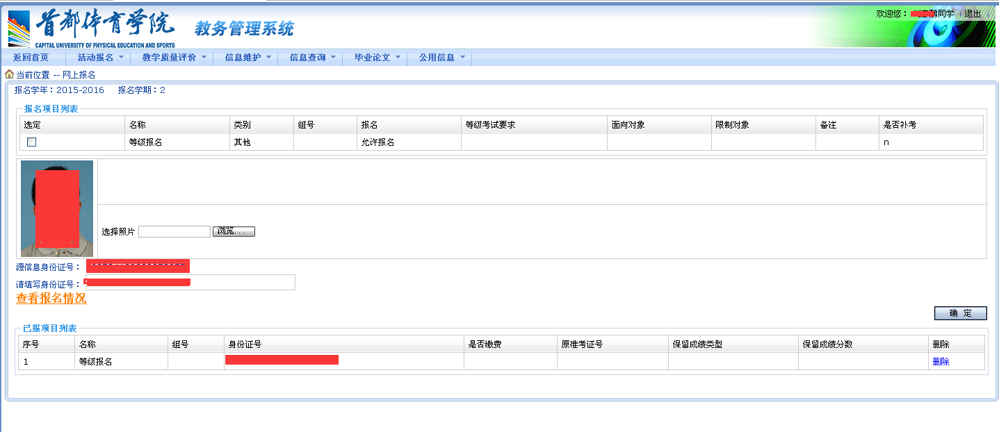 首都体育学院
CAPITAL UNIVERSITY OF PHYSICAL EDUCATION AND SPORTS
教务管理系统
欢迎您： 鹏同学 | 退出
返回首页 活动报名 教学质量评价 信息维护 信息查询 毕业论文 公用信息
当前位置 -- 网上报名
报名学年：2015-2016 报名学期：2
报名项目列表
选定 名称 类别 组号 报名 等级考试要求 面向对象 限制对象 备注 是否补考
等级报名 其他 允许报名 n
选择照片 浏览...
源信息身份证号：
请填写身份证号：
查看报名情况
确 定
已报项目列表
序号 名称 组号 身份证号 是否缴费 原准考证号 保留成绩类型 保留成绩分数 删除
1 等级报名 删除